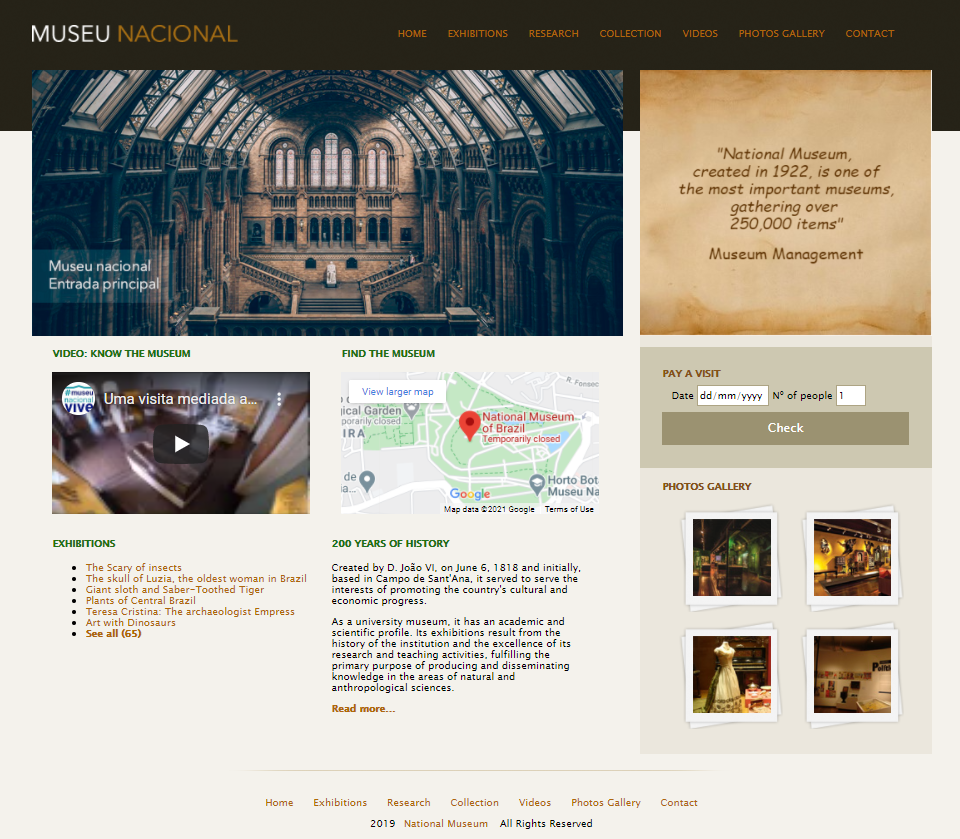 MUSEU NACIONAL
HOME EXHIBITIONS RESEARCH COLLECTION VIDEOS PHOTOS GALLERY CONTACT
Museu nacional
Entrada principal
"National Museum,
created in 1922, is one of
the most important museums,
gathering over
250,000 items"
Museum Management
VIDEO: KNOW THE MUSEUM
#museu
nacional
vive
Uma visita mediada a...
FIND THE MUSEUM
View larger map
R. Fonsec
gical Garden
porarily closed
IRA
National Museum
of Brazil
Temporarily closed
de
a...
Horto Bot
Museu Na
Google
Map data ©2021 Google Terms of Use
PAY A VISIT
Date dd/mm/yyyy N° of people 1
Check
PHOTOS GALLERY
EXHIBITIONS
The Scary of insects
The skull of Luzia, the oldest woman in Brazil
Giant sloth and Saber-Toothed Tiger
Plants of Central Brazil
Teresa Cristina: The archaeologist Empress
Art with Dinosaurs
See all (65)
200 YEARS OF HISTORY
Created by D. João VI, on June 6, 1818 and initially,
based in Campo de Sant'Ana, it served to serve the
interests of promoting the country's cultural and
economic progress.
As a university museum, it has an academic and
scientific profile. Its exhibitions result from the
history of the institution and the excellence of its
research and teaching activities, fulfilling the
primary purpose of producing and disseminating
knowledge in the areas of natural and
anthropological sciences.
Read more...
Home Exhibitions Research Collection Videos Photos Gallery Contact
2019 National Museum All Rights Reserved